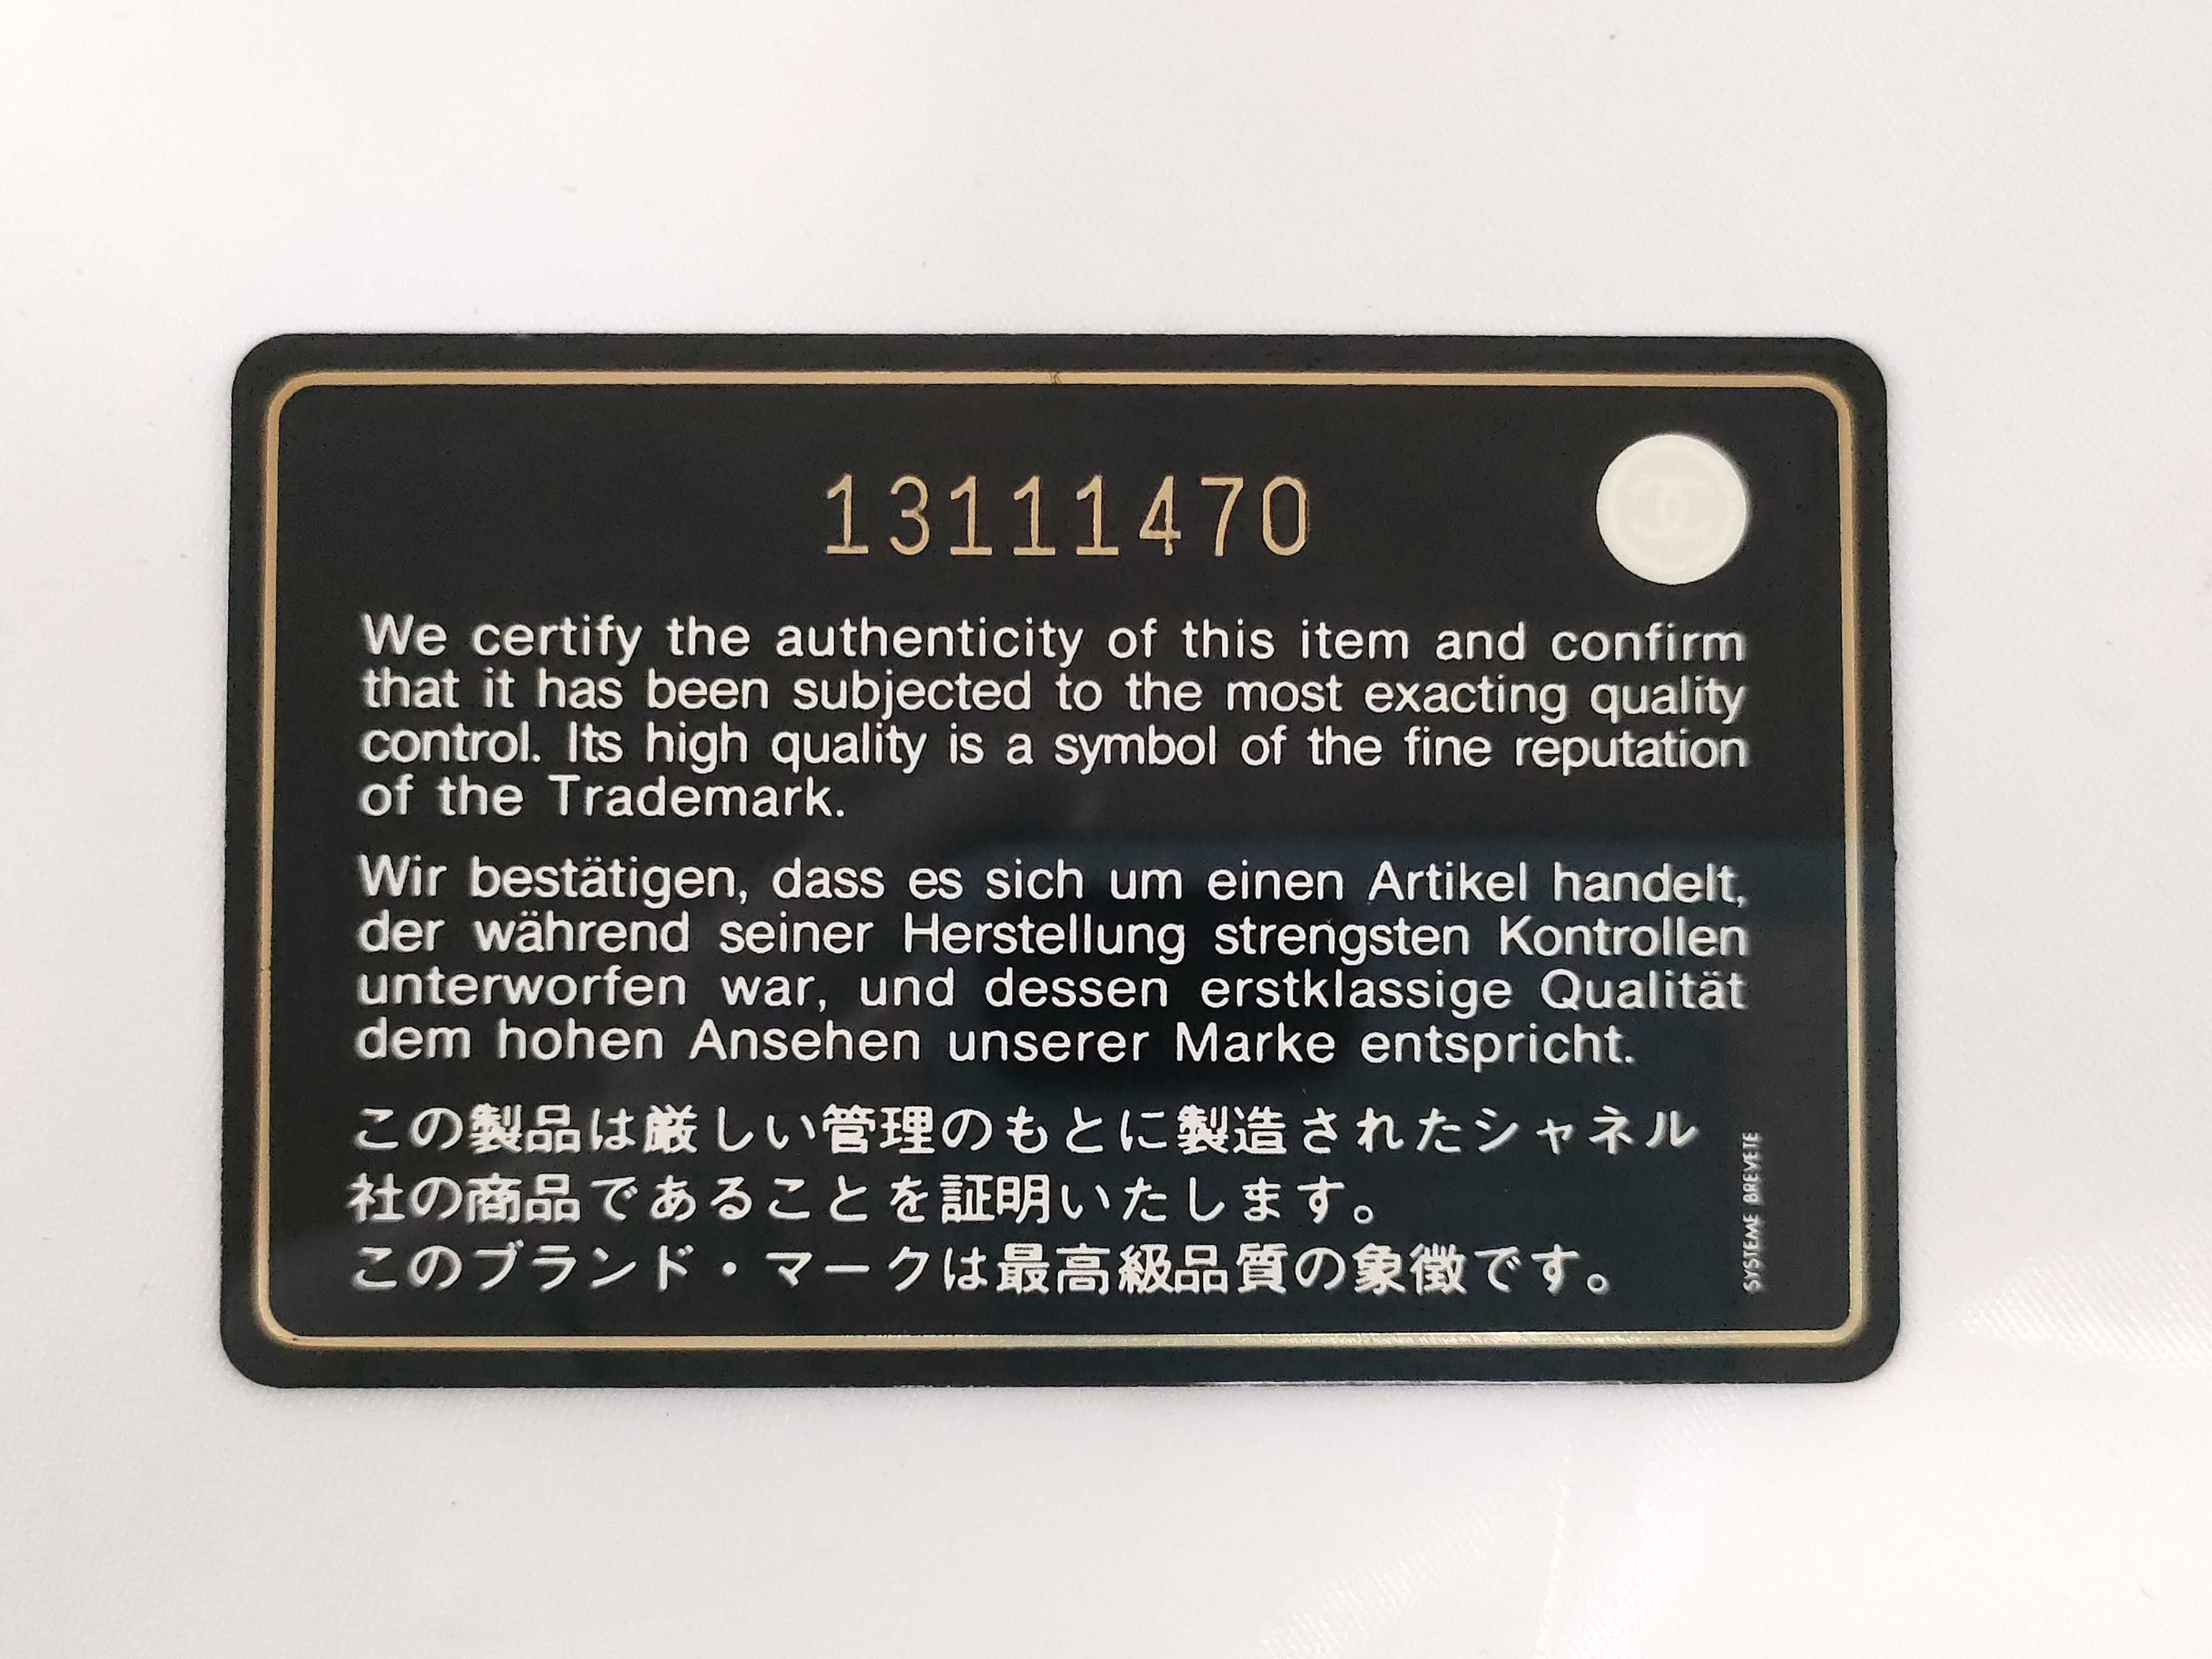 13111470
We certify the authenticity of this item and confirm
that it has been subjected to the most exacting quality
control. Its high quality is a symbol of the fine reputation
of the Trademark.
Wir bestätigen, dass es sich um einen Artikel handelt,
der während seiner Herstellung strengsten Kontrollen
unterworfen war, und dessen erstklassige Qualität
dem hohen Ansehen unserer Marke entspricht.
この製品は厳しい管理のもとに製造されたシャネル
社の商品であることを証明いたします。
このブランド・マークは最高級品質の象徴です。
SYSTEME BREVETE